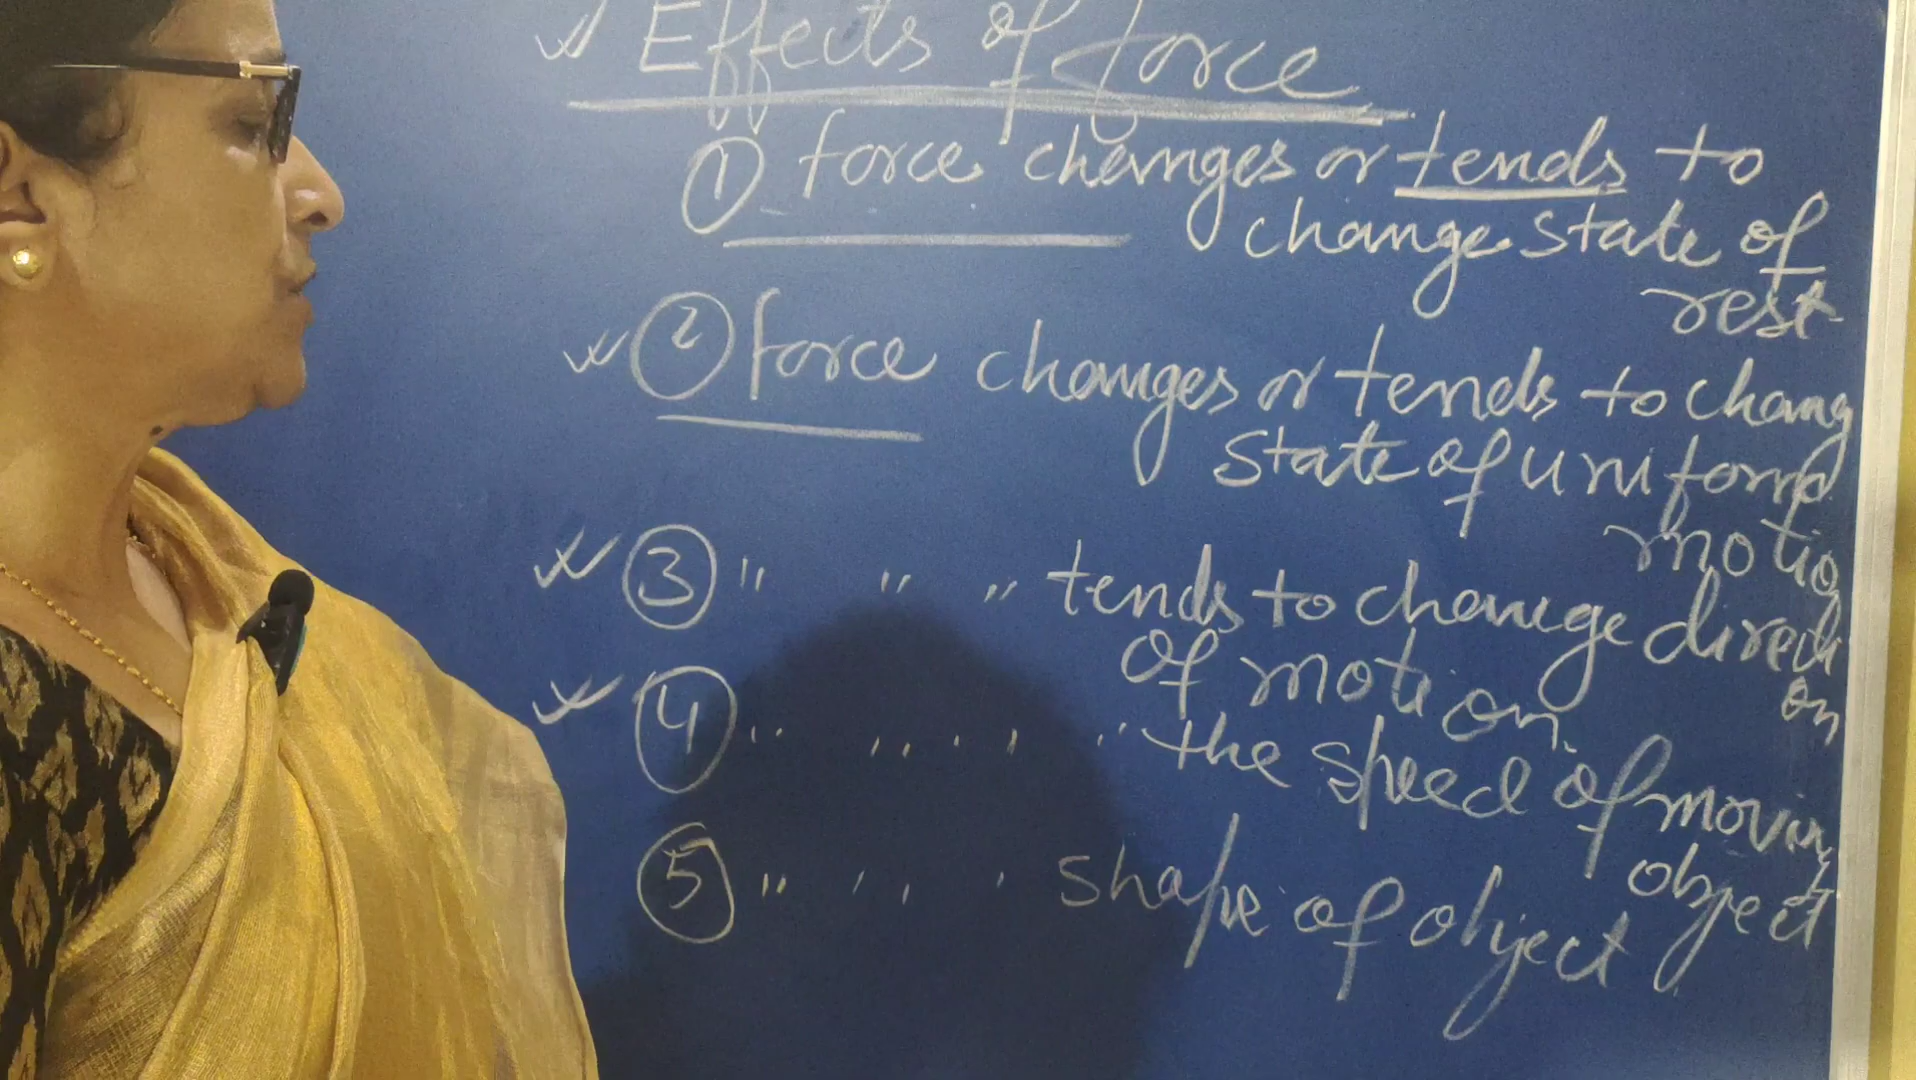 Effects of force
① force changes or tends to
change state of
rest
② force changes or tends to chang
state of uniform
motion
③ " " " tends to change directi
on
of motion
④ " " " " " the speed of moving
object
⑤ " " " " shape of object